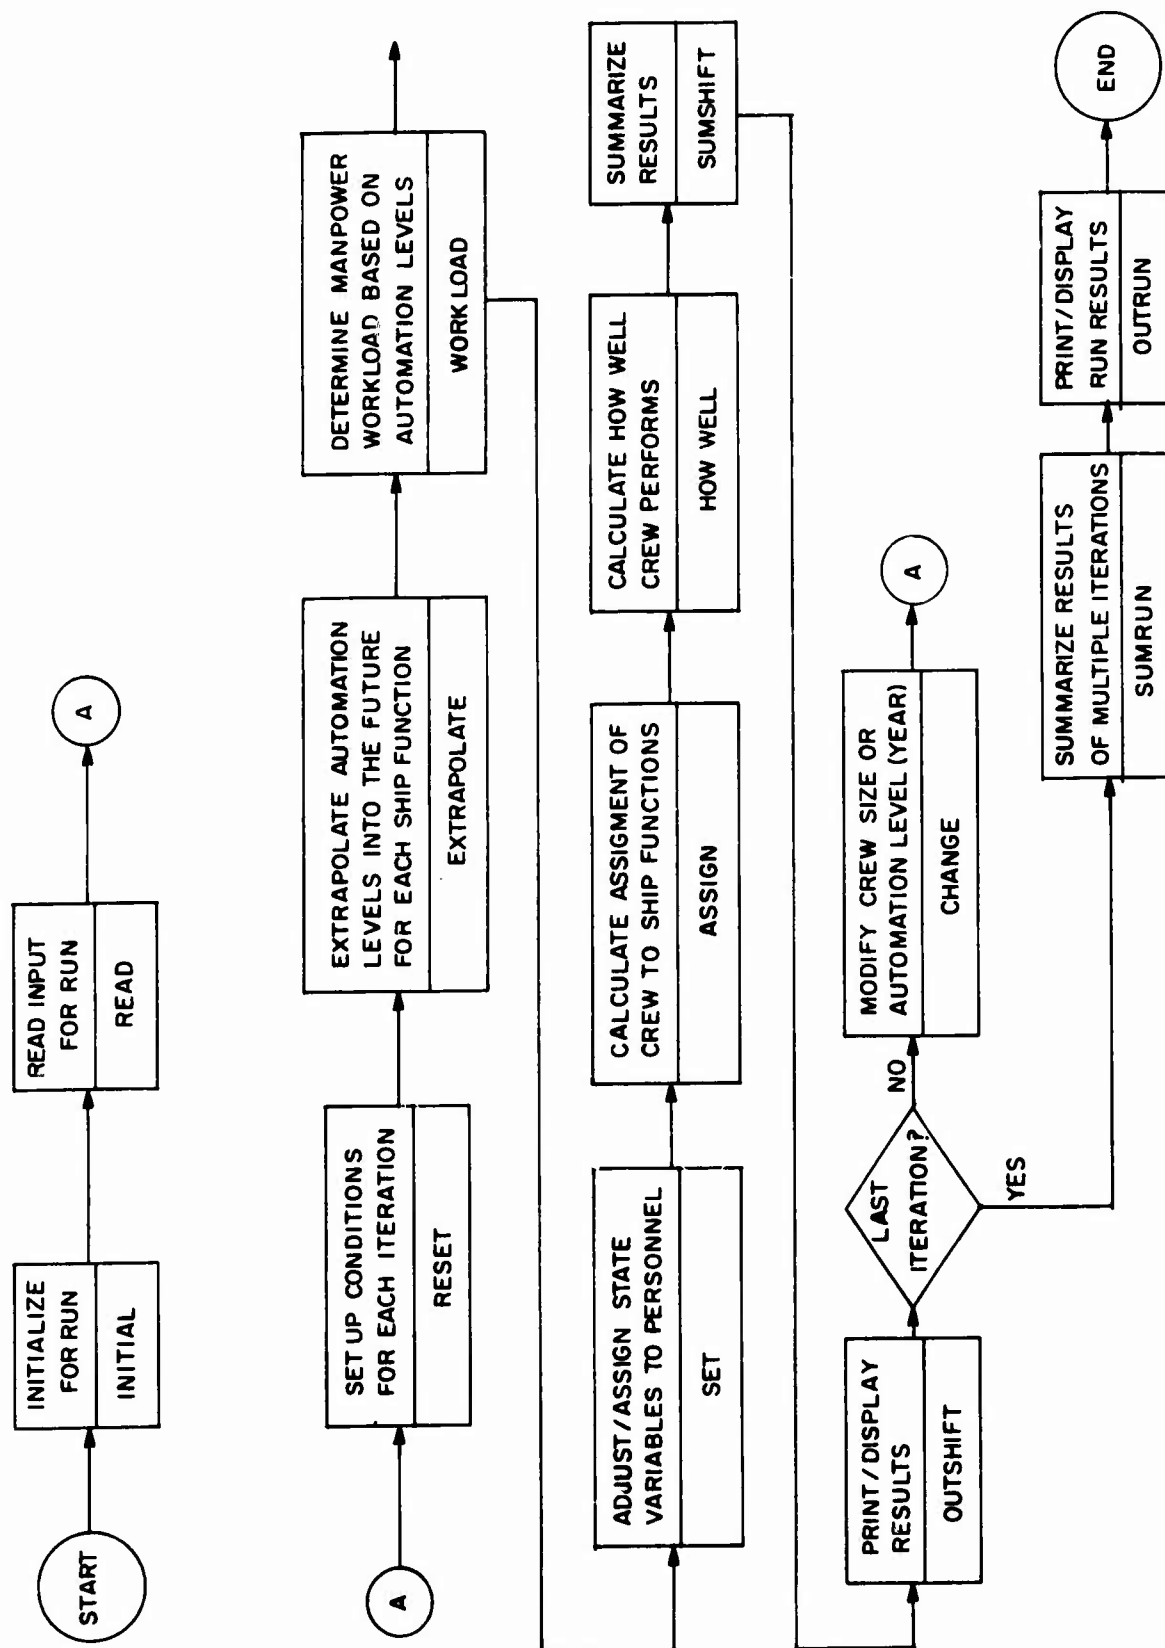 START
INITIALIZE
FOR RUN
INITIAL
READ INPUT
FOR RUN
READ
A
A
SET UP CONDITIONS
FOR EACH ITERATION
RESET
EXTRAPOLATE AUTOMATION
LEVELS INTO THE FUTURE
FOR EACH SHIP FUNCTION
EXTRAPOLATE
DETERMINE MANPOWER
WORKLOAD BASED ON
AUTOMATION LEVELS
WORK LOAD
ADJUST/ASSIGN STATE
VARIABLES TO PERSONNEL
SET
CALCULATE ASSIGMENT OF
CREW TO SHIP FUNCTIONS
ASSIGN
CALCULATE HOW WELL
CREW PERFORMS
HOW WELL
SUMMARIZE
RESULTS
SUMSHIFT
PRINT/DISPLAY
RESULTS
OUTSHIFT
LAST
ITERATION?
NO
YES
MODIFY CREW SIZE OR
AUTOMATION LEVEL (YEAR)
CHANGE
A
SUMMARIZE RESULTS
OF MULTIPLE ITERATIONS
SUMRUN
PRINT/DISPLAY
RUN RESULTS
OUTRUN
END